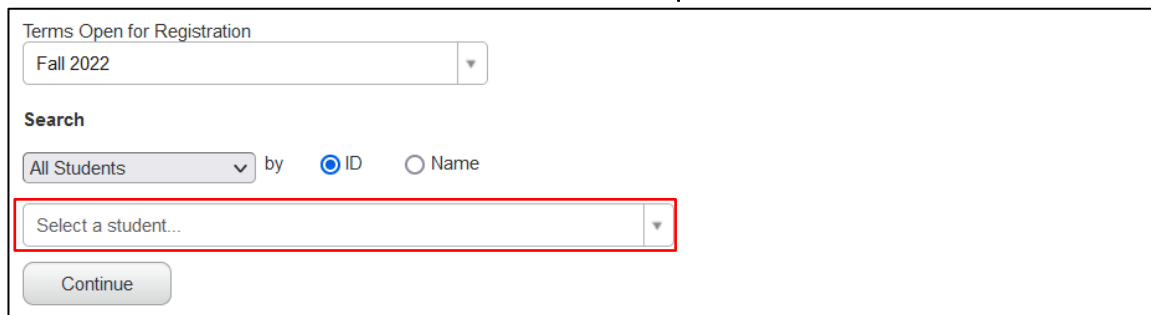 Terms Open for Registration
Fall 2022
Search
All Students by ID Name
Select a student...
Continue